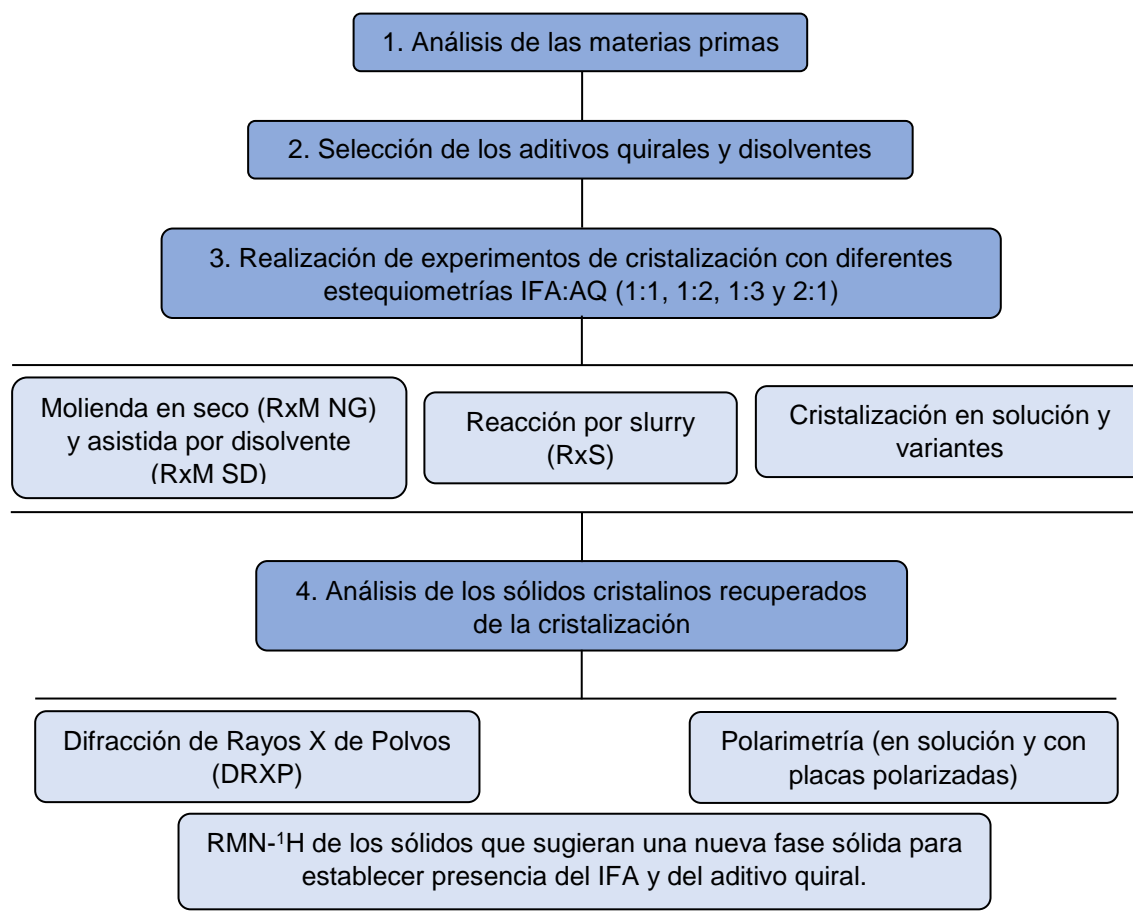 1. Análisis de las materias primas
2. Selección de los aditivos quirales y disolventes
3. Realización de experimentos de cristalización con diferentes
estequiometrías IFA:AQ (1:1, 1:2, 1:3 y 2:1)
Molienda en seco (RxM NG)
y asistida por disolvente
(RxM SD)
Reacción por slurry
(RxS)
Cristalización en solución y
variantes
4. Análisis de los sólidos cristalinos recuperados
de la cristalización
Difracción de Rayos X de Polvos
(DRXP)
Polarimetría (en solución y con
placas polarizadas)
RMN-¹H de los sólidos que sugieran una nueva fase sólida para
establecer presencia del IFA y del aditivo quiral.